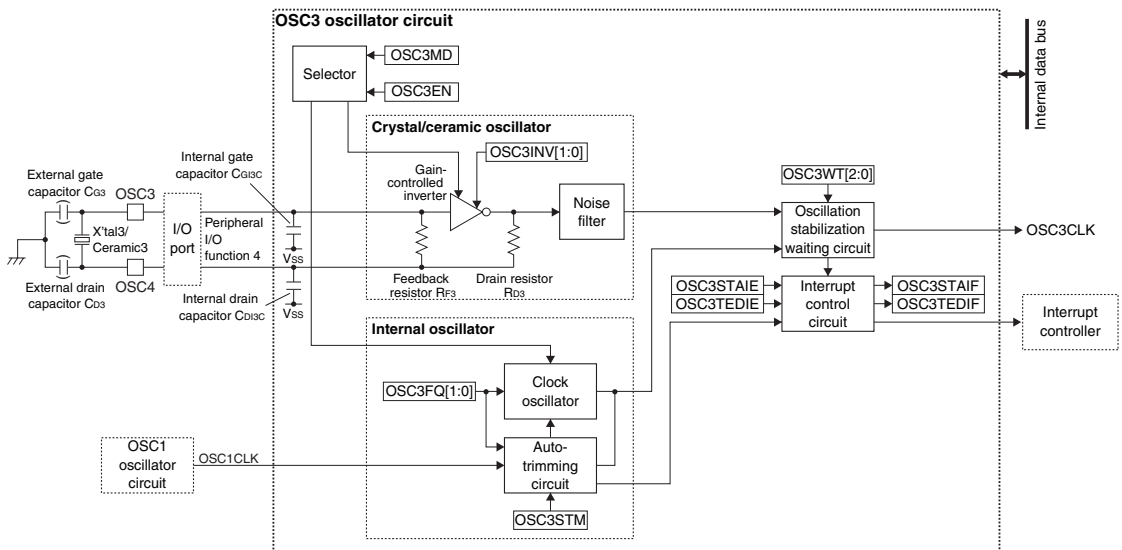 OSC3 oscillator circuit
Internal data bus
Selector
OSC3MD
OSC3EN
Crystal/ceramic oscillator
OSC3INV[1:0]
Gain-
controlled
inverter
Noise
filter
Internal gate
capacitor CGI3C
External gate
capacitor CG3
OSC3
X'tal3/
Ceramic3
I/O
port
Peripheral
I/O
function 4
VSS
OSC4
External drain
capacitor CD3
Internal drain
capacitor CDI3C
VSS
Feedback
resistor RF3
Drain resistor
RD3
OSC3WT[2:0]
Oscillation
stabilization
waiting circuit
OSC3CLK
OSC3STAIE
OSC3TEDIE
Interrupt
control
circuit
OSC3STAIF
OSC3TEDIF
Interrupt
controller
Internal oscillator
OSC3FQ[1:0]
Clock
oscillator
Auto-
trimming
circuit
OSC3STM
OSC1
oscillator
circuit
OSC1CLK